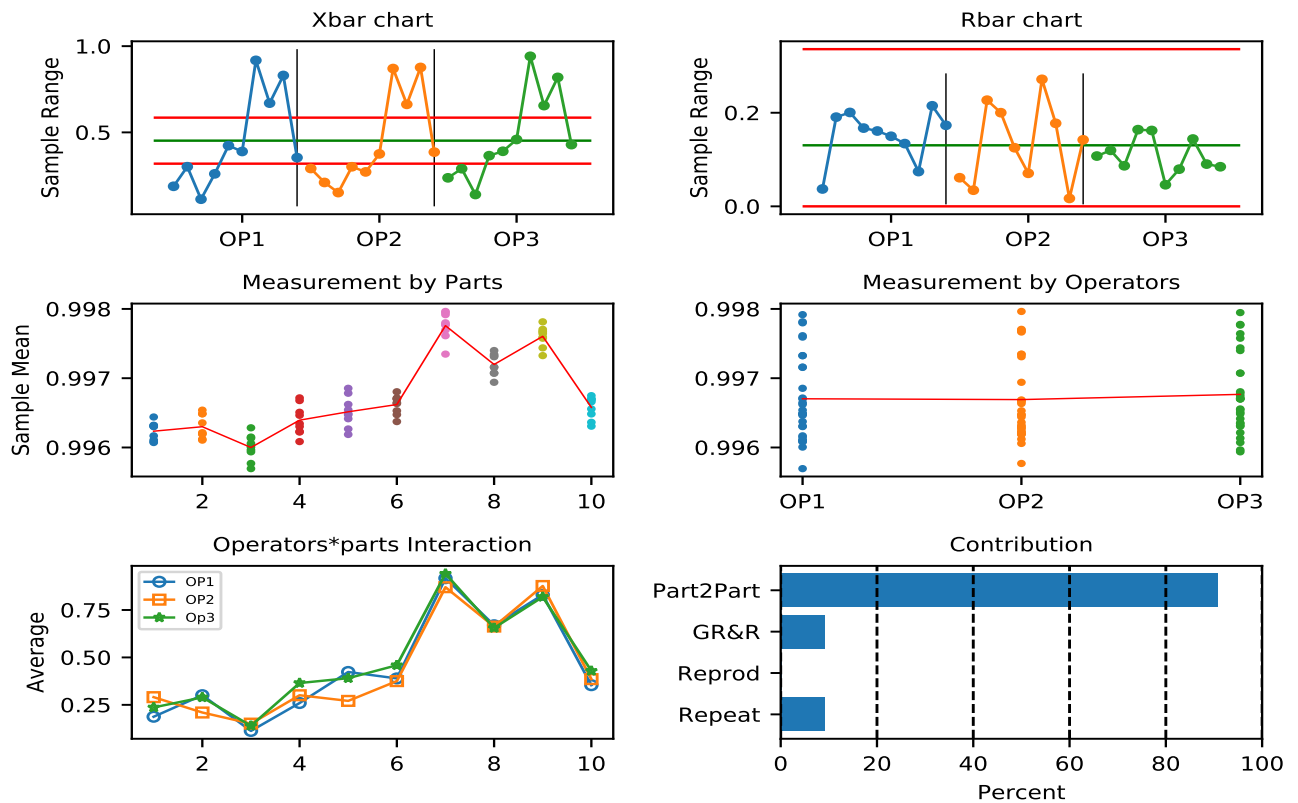 Xbar chart
Sample Range
1.0
0.5
OP1 OP2 OP3
Rbar chart
Sample Range
0.2
0.0
OP1 OP2 OP3
Measurement by Parts
Sample Mean
0.998
0.997
0.996
2 4 6 8 10
Measurement by Operators
0.998
0.997
0.996
OP1 OP2 OP3
Operators*parts Interaction
Average
0.75
0.50
0.25
OP1
OP2
Op3
2 4 6 8 10
Contribution
Part2Part
GR&R
Reprod
Repeat
0 20 40 60 80 100
Percent